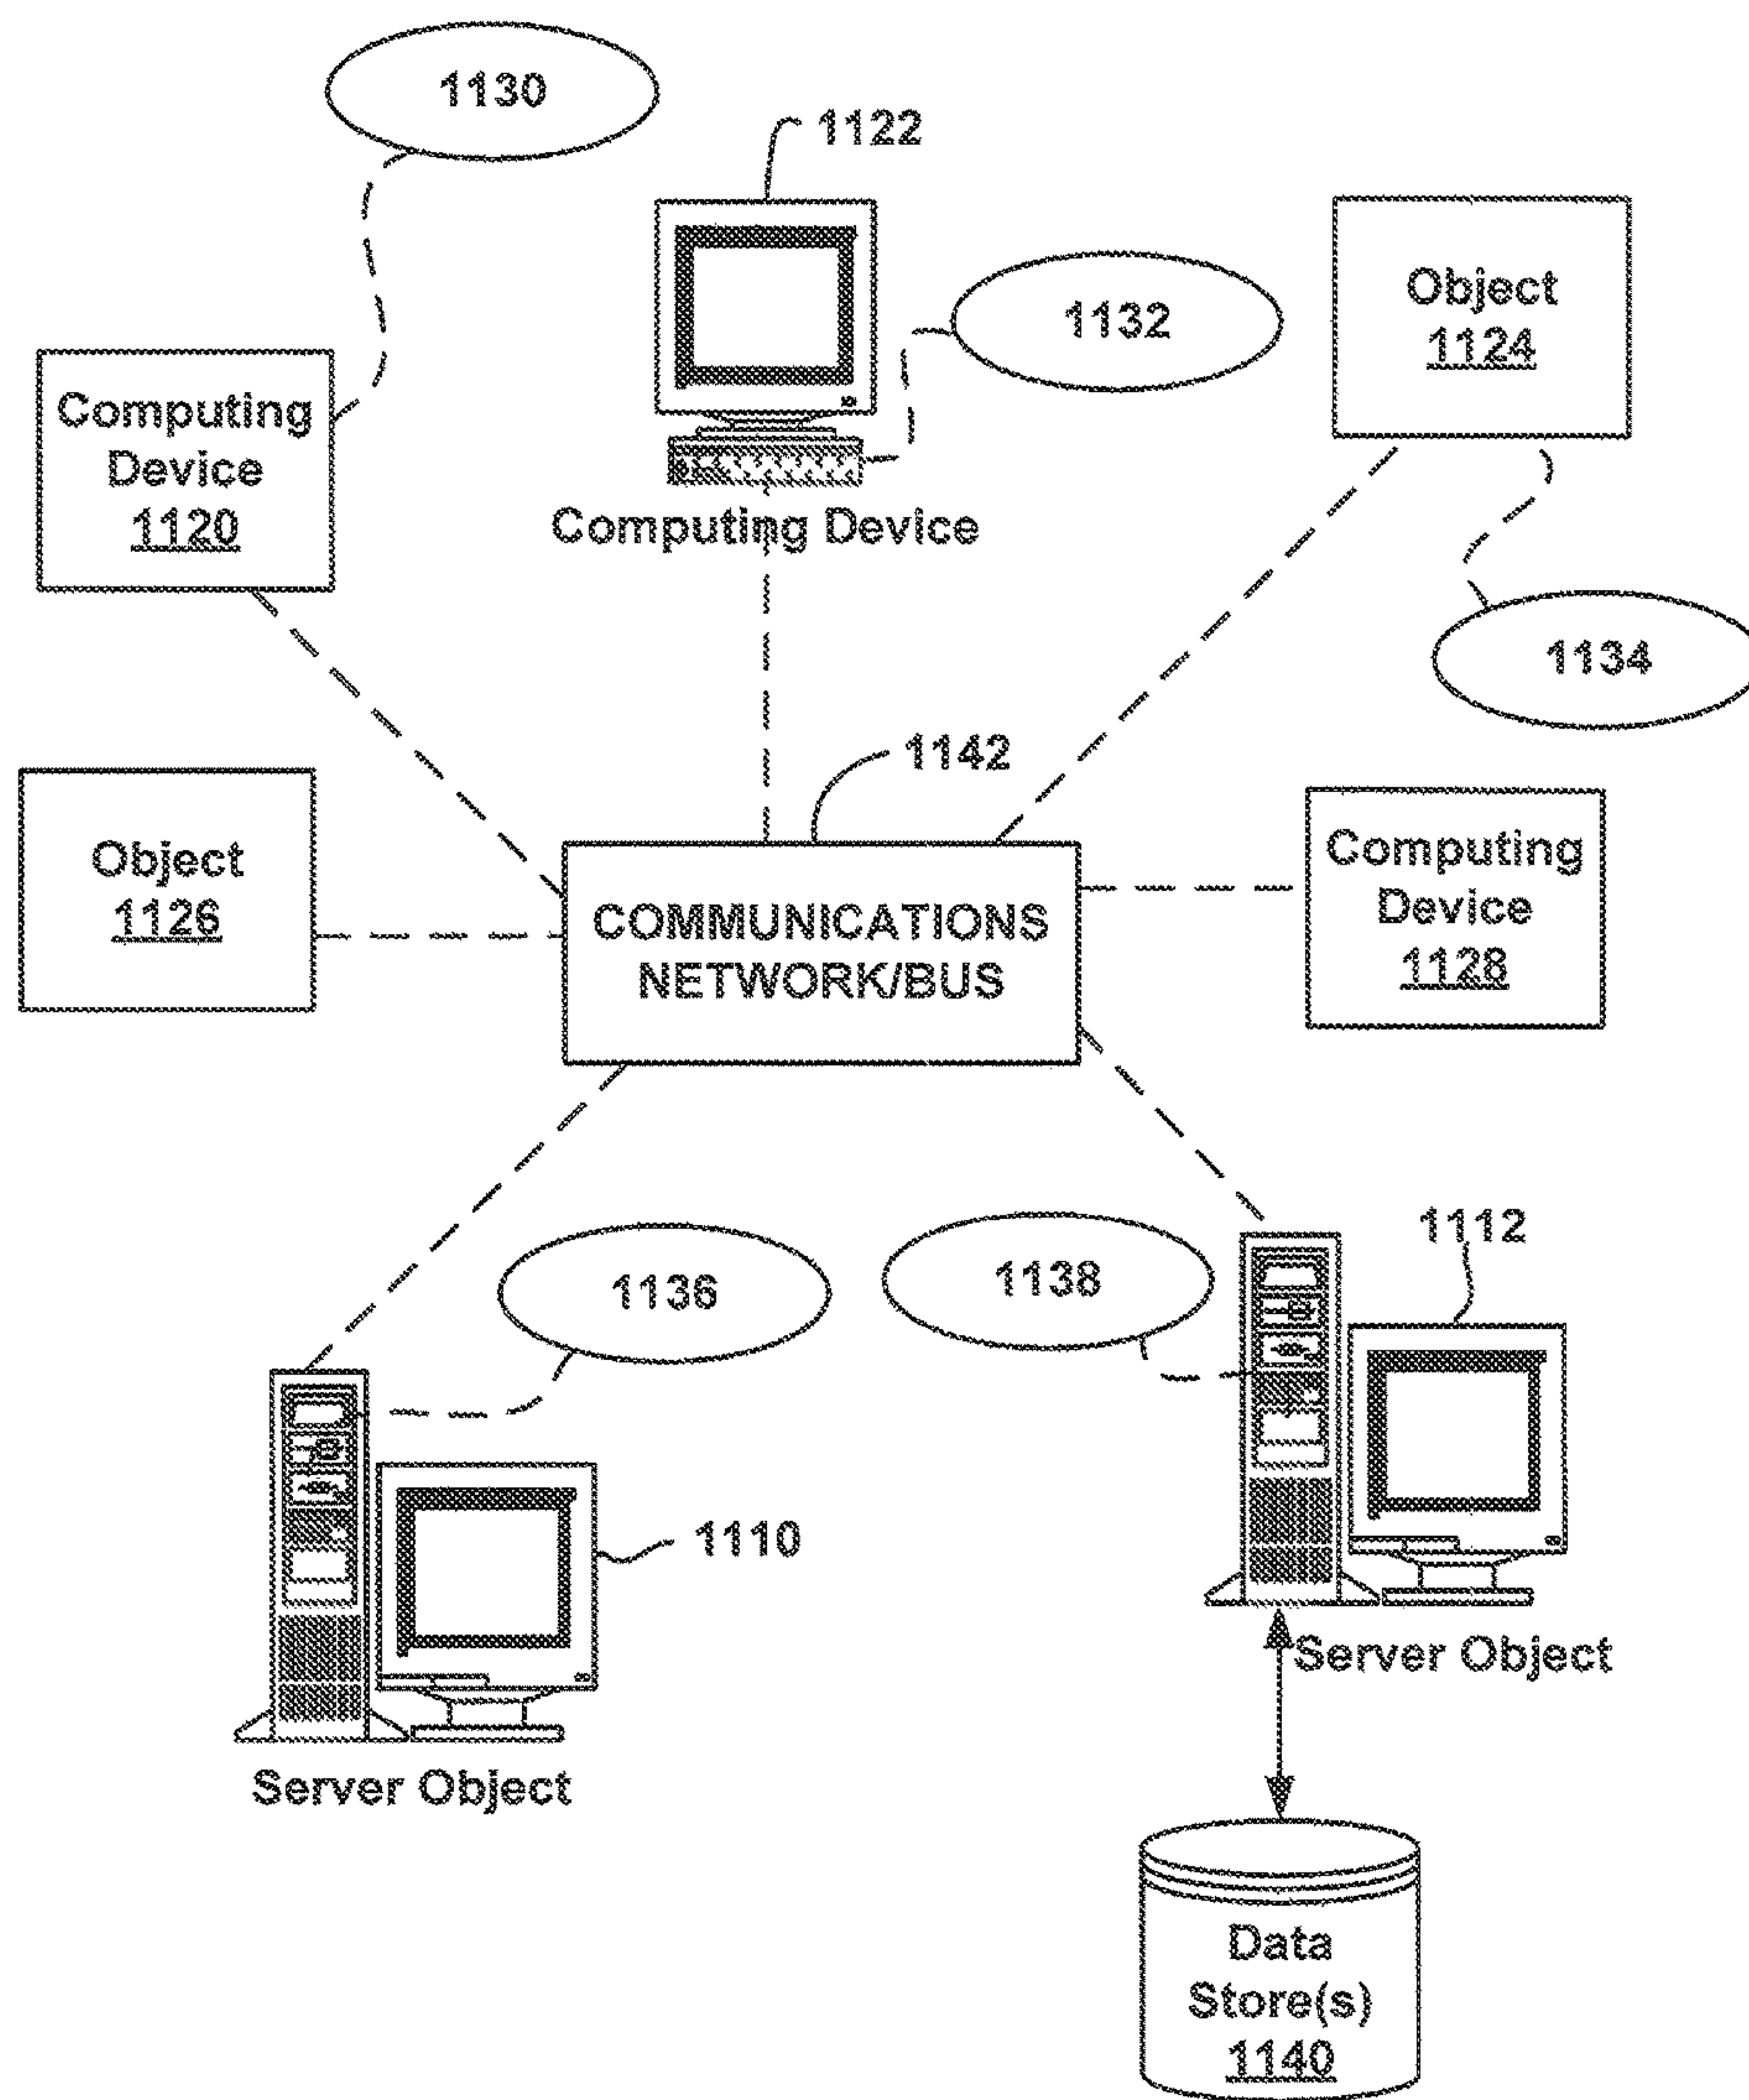 1130
1122
1132
Object
1124
Computing
Device
1120
Computing Device
1134
1142
Object
1126
COMMUNICATIONS
NETWORK/BUS
Computing
Device
1128
1136
1138
1112
1110
Server Object
Server Object
Data
Store(s)
1140